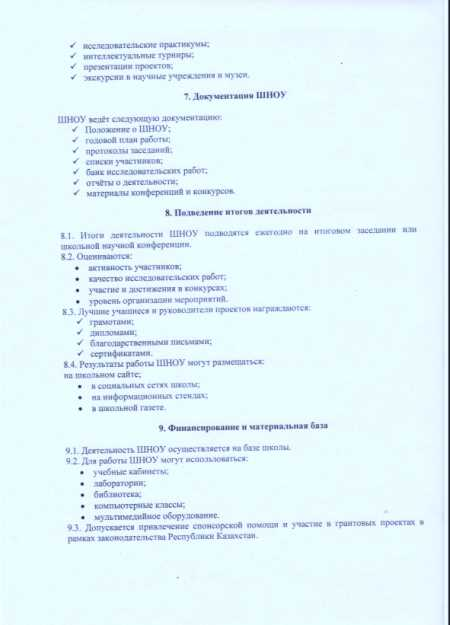 ✓ исследовательские практикумы;
✓ интеллектуальные турниры;
✓ презентации проектов;
✓ экскурсии в научные учреждения и музеи.
7. Документация ШНОУ
ШНОУ ведёт следующую документацию:
✓ Положение о ШНОУ;
✓ годовой план работы;
✓ протоколы заседаний;
✓ списки участников;
✓ банк исследовательских работ;
✓ отчёты о деятельности;
✓ материалы конференций и конкурсов.
8. Подведение итогов деятельности
8.1. Итоги деятельности ШНОУ подводятся ежегодно на итоговом заседании или
школьной научной конференции.
8.2. Оцениваются:
• активность участников;
• качество исследовательских работ;
• участие и достижения в конкурсах;
• уровень организации мероприятий.
8.3. Лучшие учащиеся и руководители проектов награждаются:
✓ грамотами;
✓ дипломами;
✓ благодарственными письмами;
✓ сертификатами.
8.4. Результаты работы ШНОУ могут размещаться:
на школьном сайте;
• в социальных сетях школы;
• на информационных стендах;
• в школьной газете.
9. Финансирование и материальная база
9.1. Деятельность ШНОУ осуществляется на базе школы.
9.2. Для работы ШНОУ могут использоваться:
• учебные кабинеты;
• лаборатории;
• библиотека;
• компьютерные классы;
• мультимедийное оборудование.
9.3. Допускается привлечение спонсорской помощи и участие в грантовых проектах в
рамках законодательства Республики Казахстан.